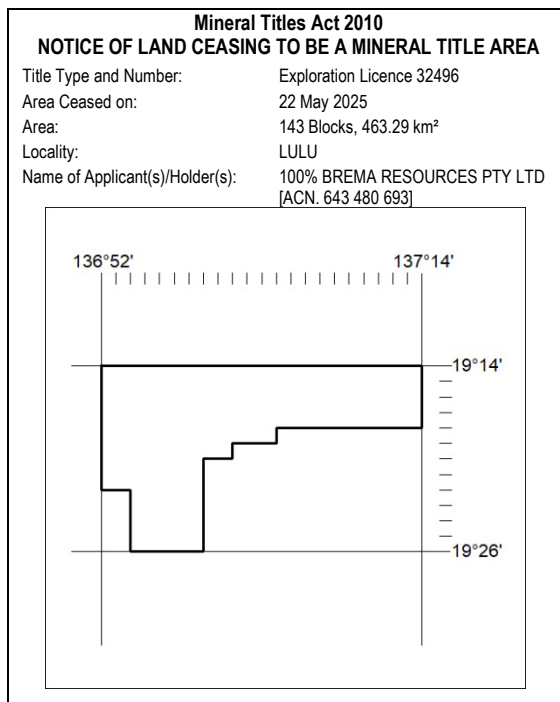 Mineral Titles Act 2010
NOTICE OF LAND CEASING TO BE A MINERAL TITLE AREA
Title Type and Number: Exploration Licence 32496
Area Ceased on: 22 May 2025
Area: 143 Blocks, 463.29 km²
Locality: LULU
Name of Applicant(s)/Holder(s): 100% BREMA RESOURCES PTY LTD
[ACN. 643 480 693]
136°52' 137°14'
19°14'
19°26'